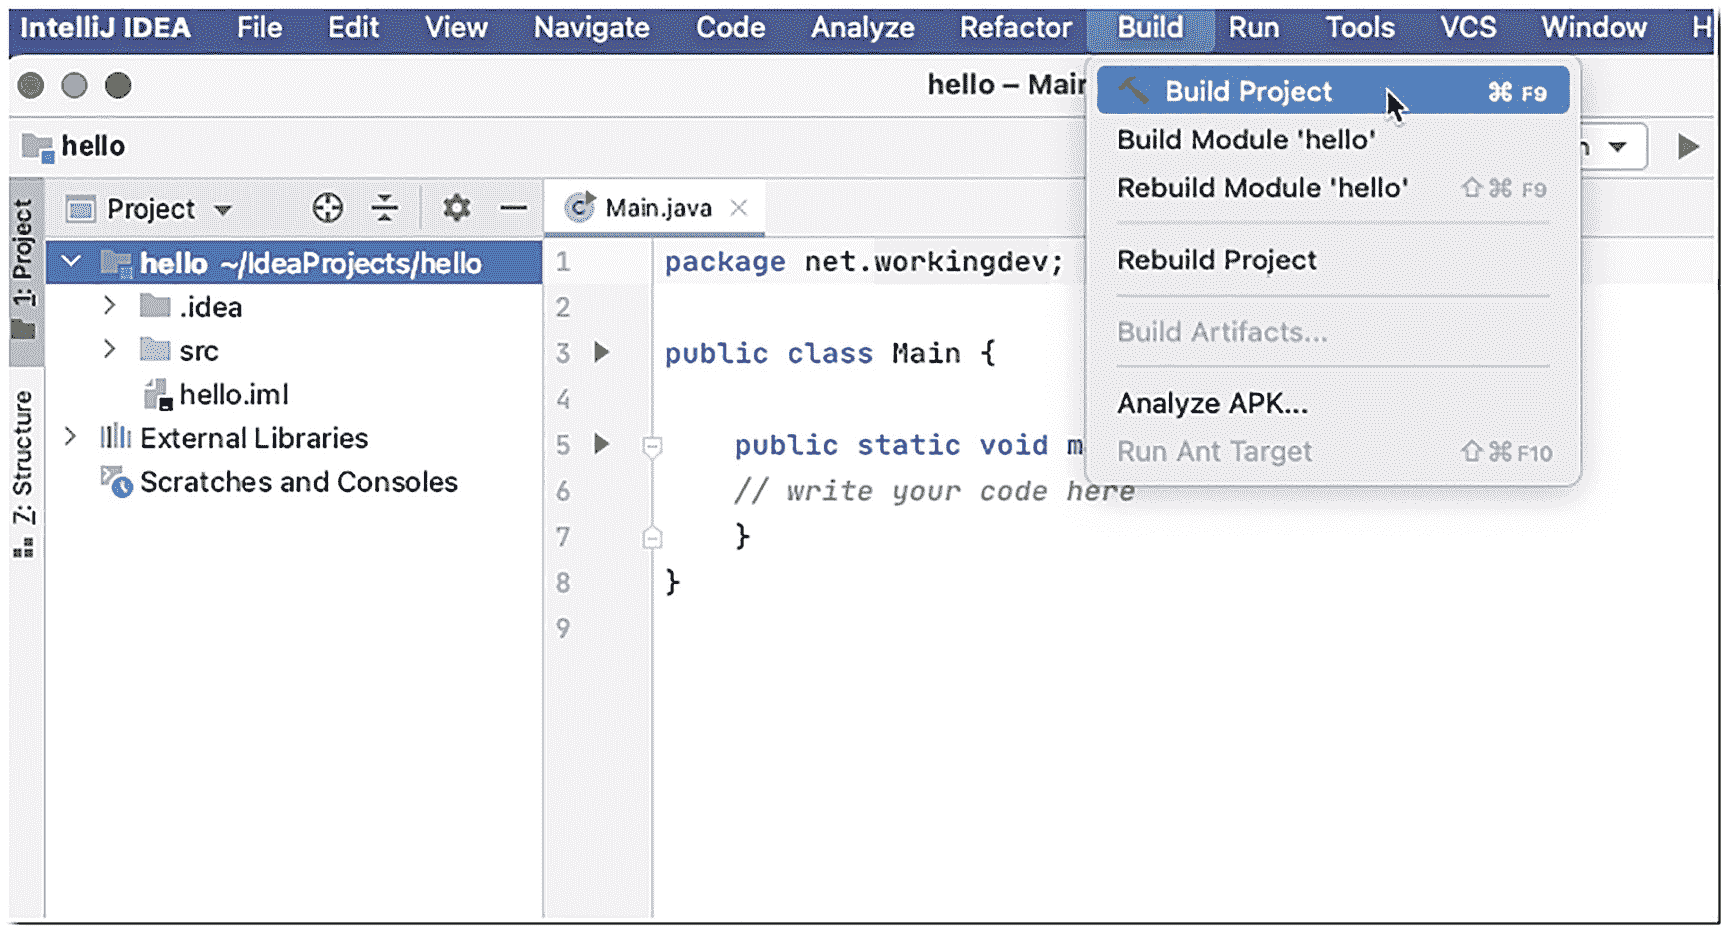 IntelliJ IDEA File Edit View Navigate Code Analyze Refactor Build Run Tools VCS Window H
hello – Main
hello
Project
1: Project
Z: Structure
hello ~/IdeaProjects/hello
.idea
src
hello.iml
External Libraries
Scratches and Consoles
Main.java
1 package net.workingdev;
2
3 public class Main {
4
5 public static void m
6 // write your code here
7 }
8 }
9
Build Project ⌘ F9
Build Module 'hello'
Rebuild Module 'hello' ⇧⌘ F9
Rebuild Project
Build Artifacts...
Analyze APK...
Run Ant Target ⇧⌘ F10